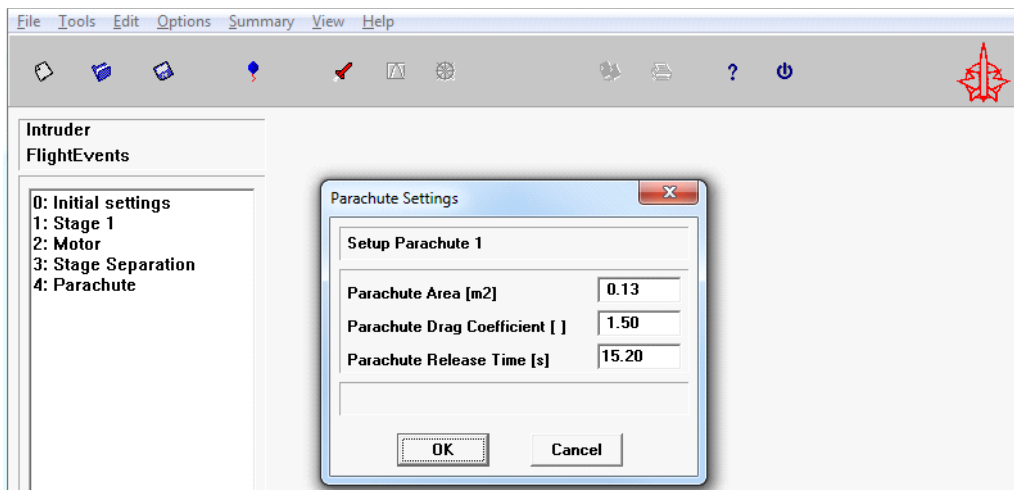 File Tools Edit Options Summary View Help
?
Intruder
FlightEvents
0: Initial settings
1: Stage 1
2: Motor
3: Stage Separation
4: Parachute
Parachute Settings
Setup Parachute 1
Parachute Area [m2] 0.13
Parachute Drag Coefficient [ ] 1.50
Parachute Release Time [s] 15.20
OK Cancel